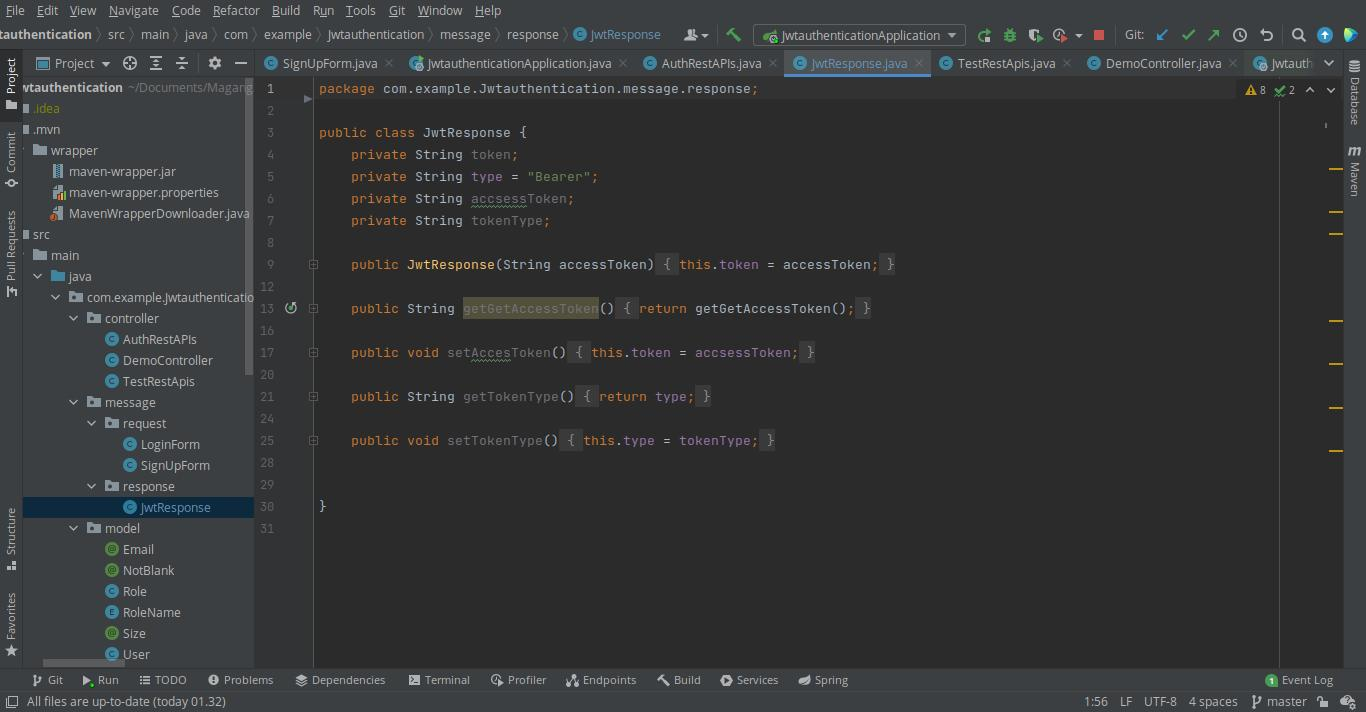 File Edit View Navigate Code Refactor Build Run Tools Git Window Help
tauthentication src main java com example Jwtauthentication message response JwtResponse JwtauthenticationApplication Git:
Project SignUpForm.java JwtauthenticationApplication.java AuthRestAPIs.java JwtResponse.java TestRestApis.java DemoController.java Jwtauth
Project
Commit
Pull Requests
Structure
Favorites
wtauthentication ~/Documents/Magang
.idea
.mvn
wrapper
maven-wrapper.jar
maven-wrapper.properties
MavenWrapperDownloader.java
src
main
java
com.example.Jwtauthenticatio
controller
AuthRestAPIs
DemoController
TestRestApis
message
request
LoginForm
SignUpForm
response
JwtResponse
model
Email
NotBlank
Role
RoleName
Size
User
1 package com.example.Jwtauthentication.message.response;
2
3 public class JwtResponse {
4 private String token;
5 private String type = "Bearer";
6 private String accsessToken;
7 private String tokenType;
8
9 public JwtResponse(String accessToken) { this.token = accessToken; }
12
13 public String getGetAccessToken() { return getGetAccessToken(); }
16
17 public void setAccesToken() { this.token = accsessToken; }
20
21 public String getTokenType() { return type; }
24
25 public void setTokenType() { this.type = tokenType; }
28
29
30 }
31
8 2
Database
Maven
Git Run TODO Problems Dependencies Terminal Profiler Endpoints Build Services Spring 1 Event Log
All files are up-to-date (today 01.32) 1:56 LF UTF-8 4 spaces master